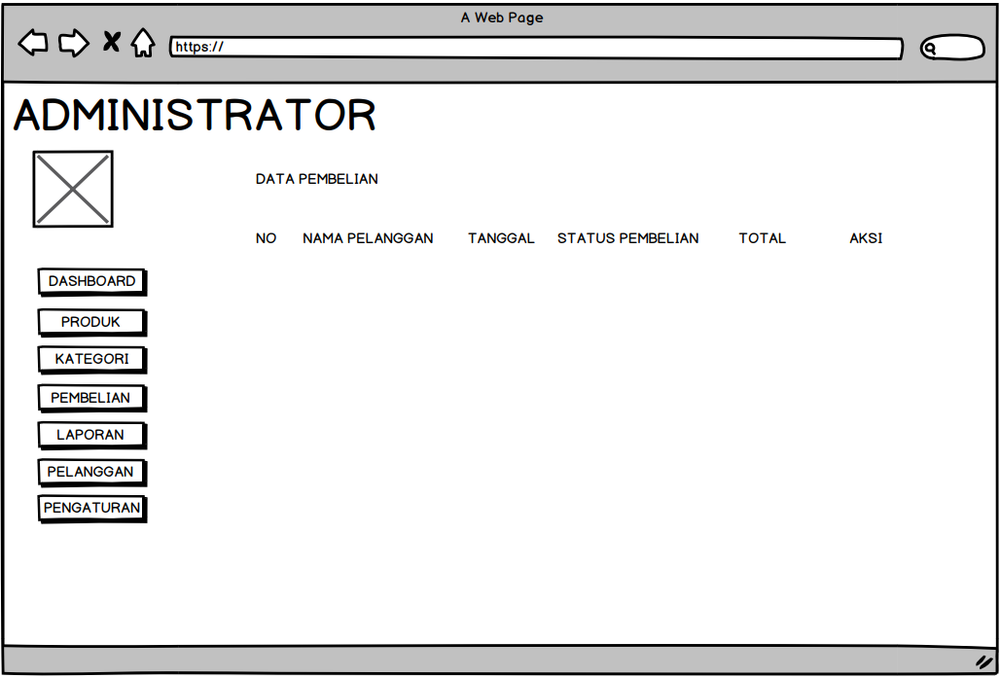 A Web Page
https://
ADMINISTRATOR
DATA PEMBELIAN
NO NAMA PELANGGAN TANGGAL STATUS PEMBELIAN TOTAL AKSI
DASHBOARD
PRODUK
KATEGORI
PEMBELIAN
LAPORAN
PELANGGAN
PENGATURAN